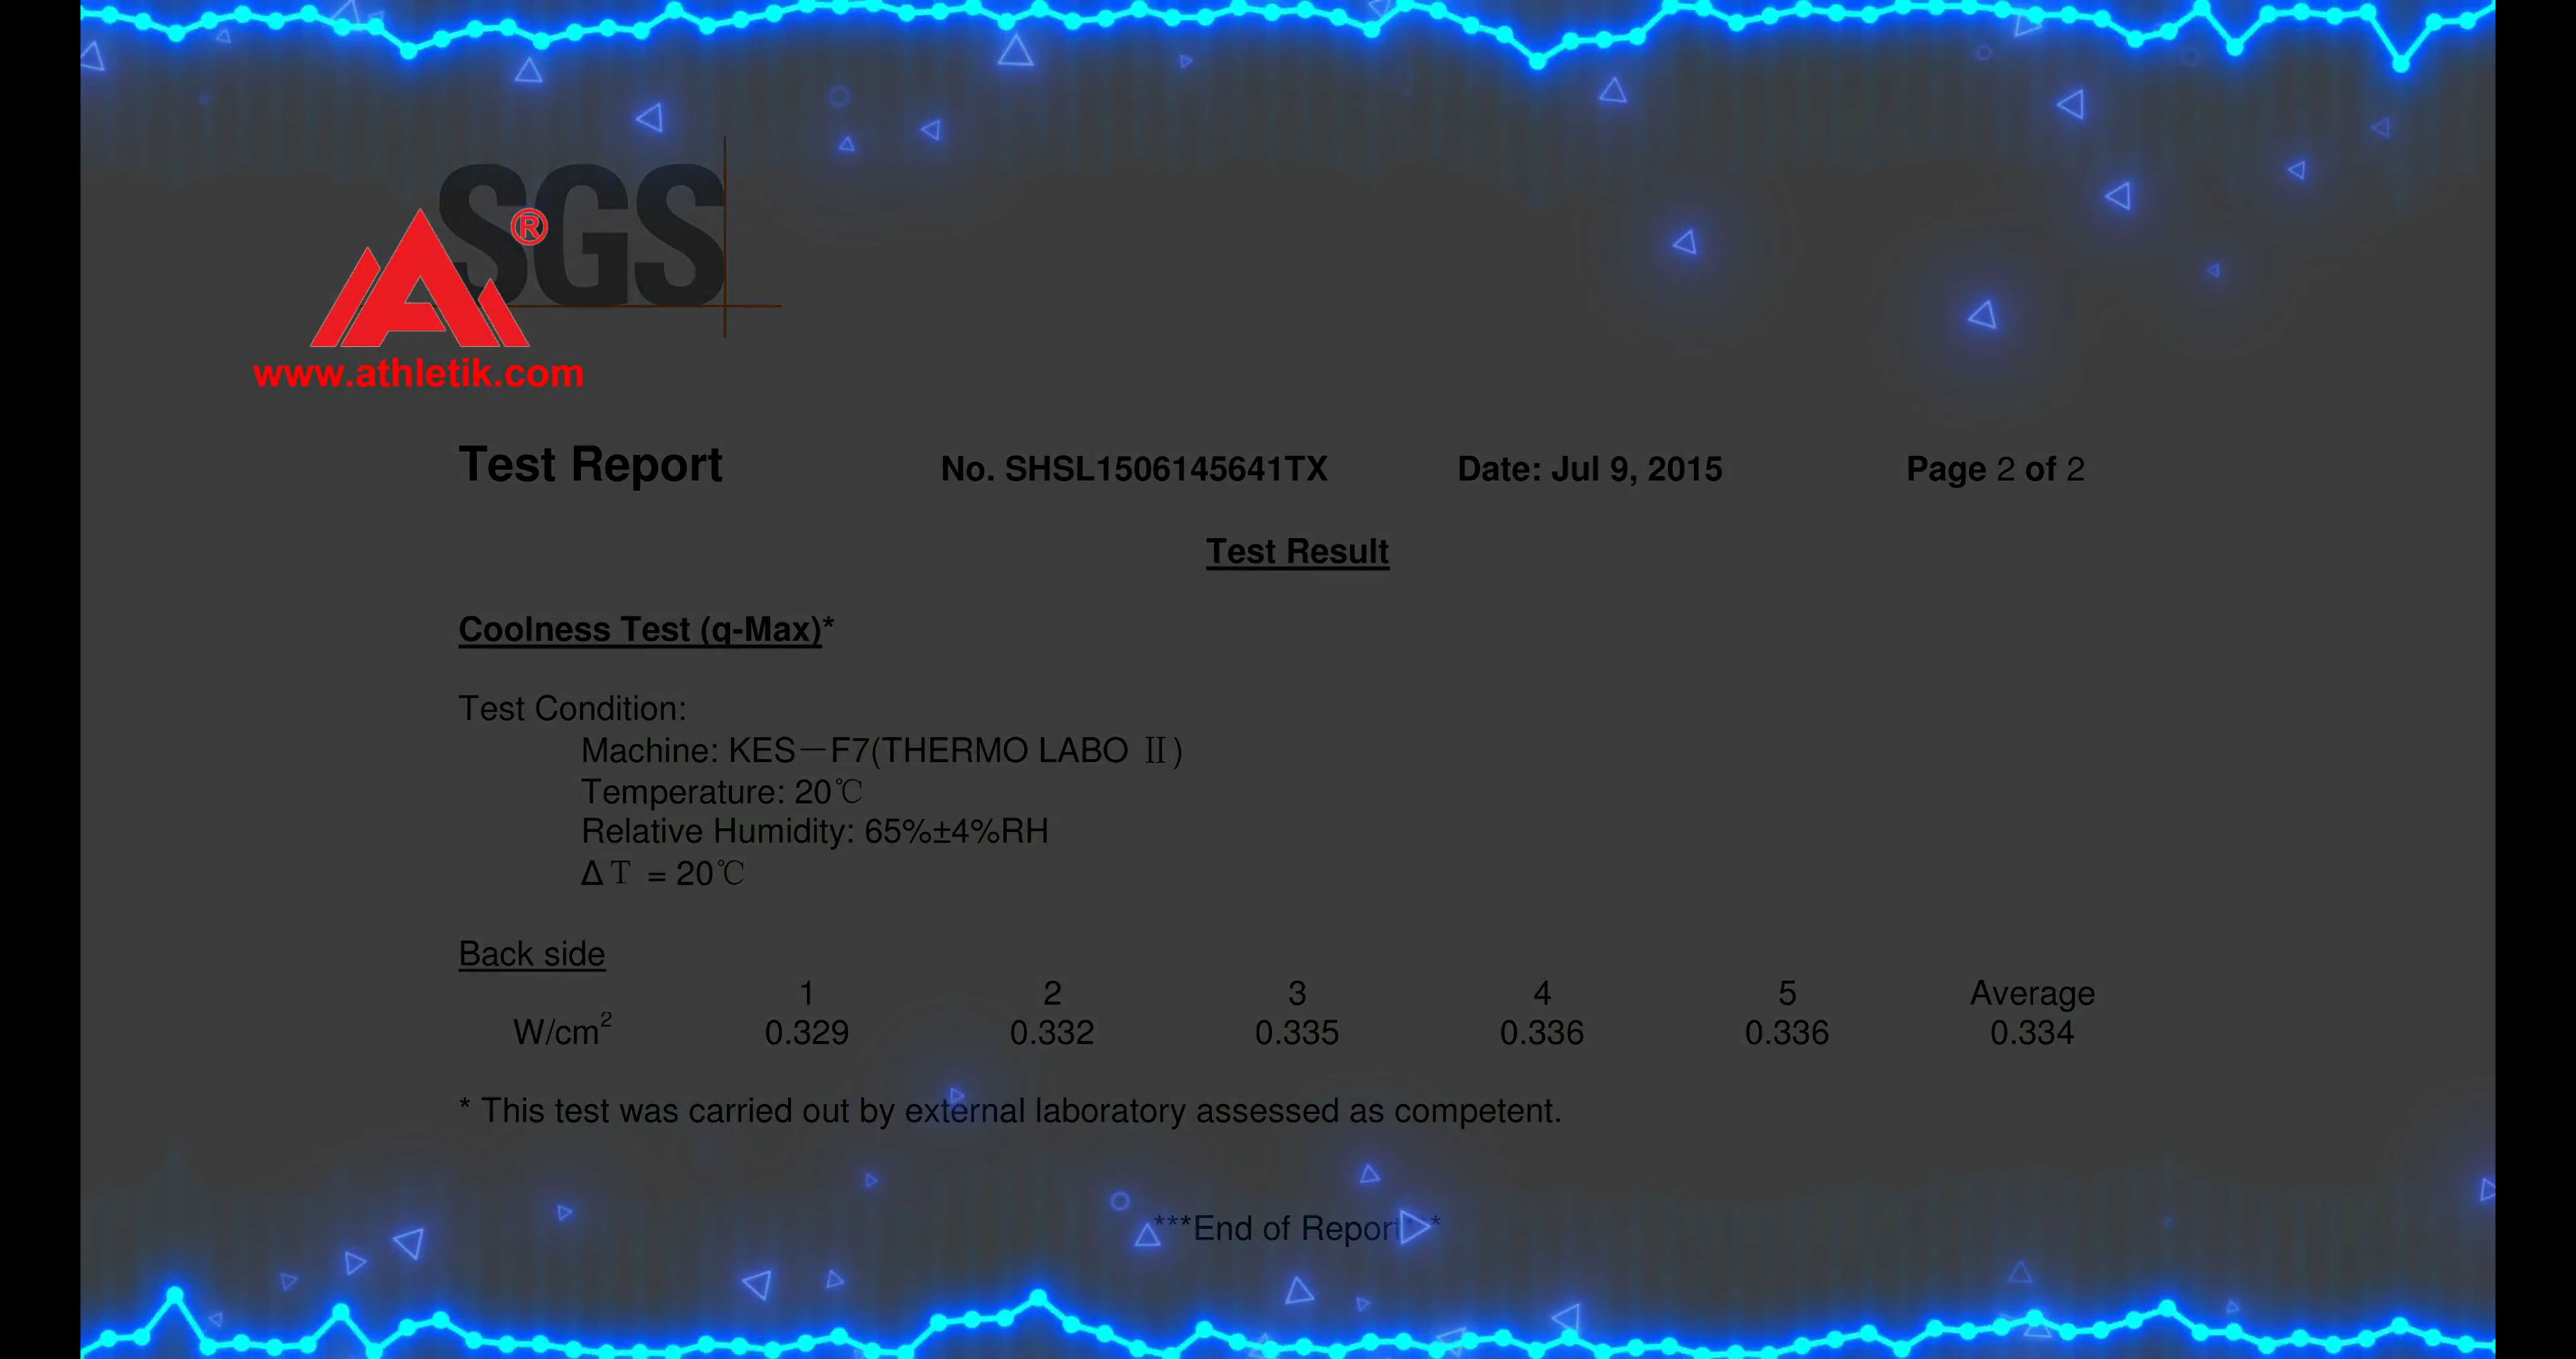 SGS
®
www.athletik.com
Test Report No. SHSL1506145641TX Date: Jul 9, 2015 Page 2 of 2
Test Result
Coolness Test (q-Max)*
Test Condition:
Machine: KES－F7(THERMO LABO Ⅱ)
Temperature: 20℃
Relative Humidity: 65%±4%RH
Δ T = 20℃
Back side
1 2 3 4 5 Average
W/cm² 0.329 0.332 0.335 0.336 0.336 0.334
* This test was carried out by external laboratory assessed as competent.
***End of Report*